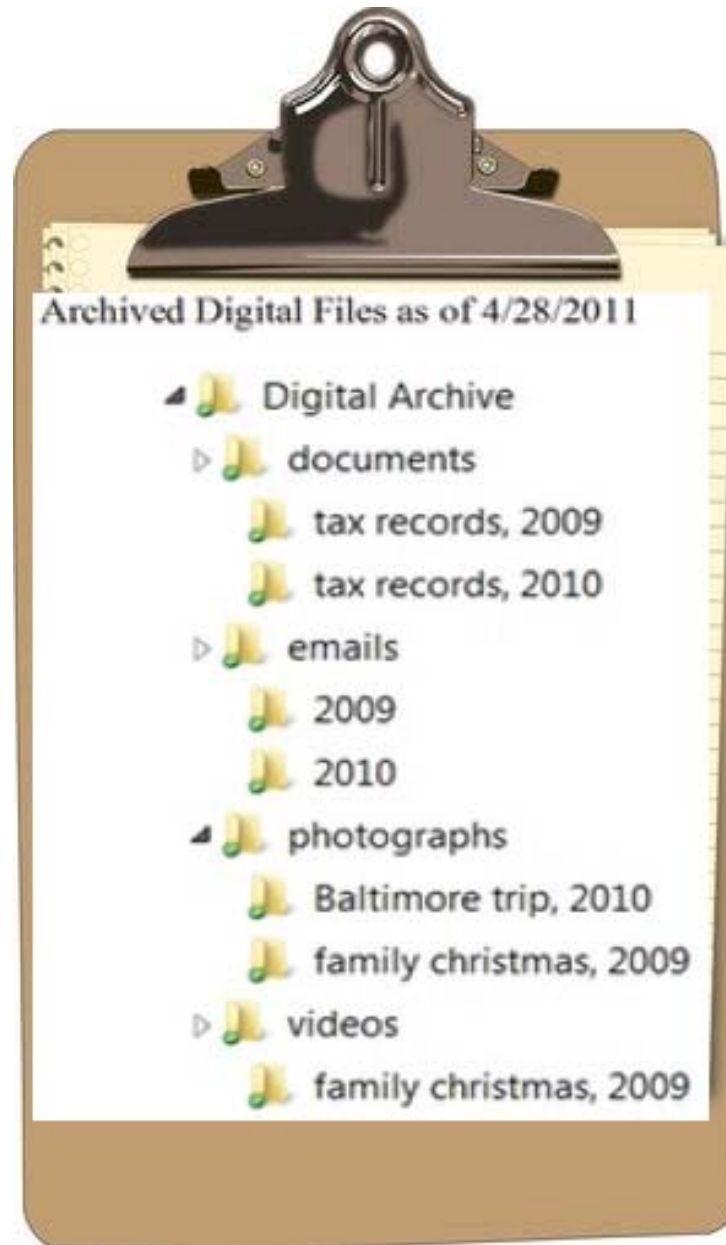 Archived Digital Files as of 4/28/2011
Digital Archive
documents
tax records, 2009
tax records, 2010
emails
2009
2010
photographs
Baltimore trip, 2010
family christmas, 2009
videos
family christmas, 2009